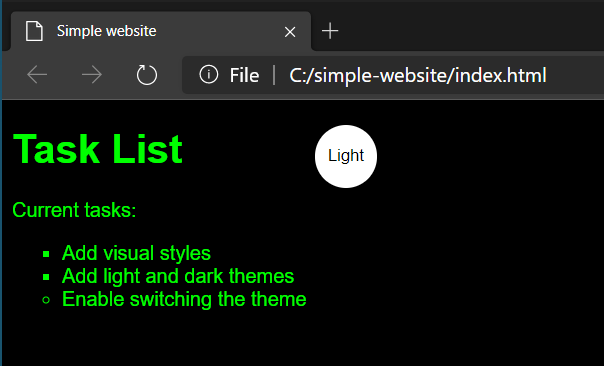 Simple website
File | C:/simple-website/index.html
Task List
Light
Current tasks:
Add visual styles
Add light and dark themes
Enable switching the theme